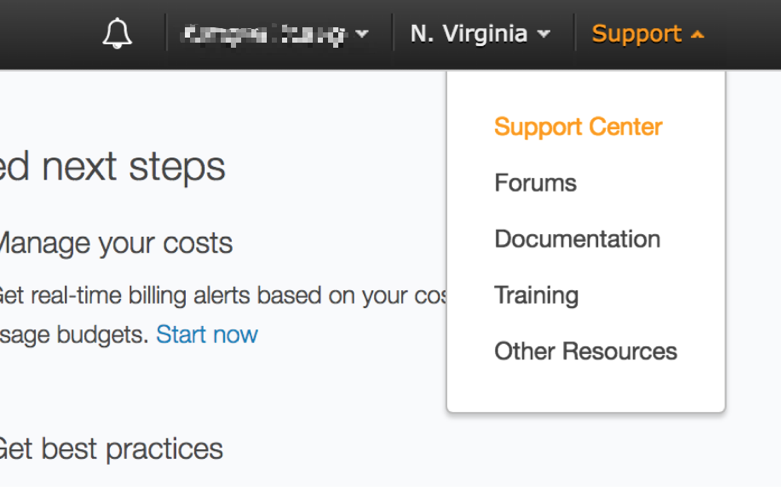 N. Virginia Support
Support Center
Forums
Documentation
Training
Other Resources
ed next steps
Manage your costs
Get real-time billing alerts based on your cos
sage budgets. Start now
Get best practices